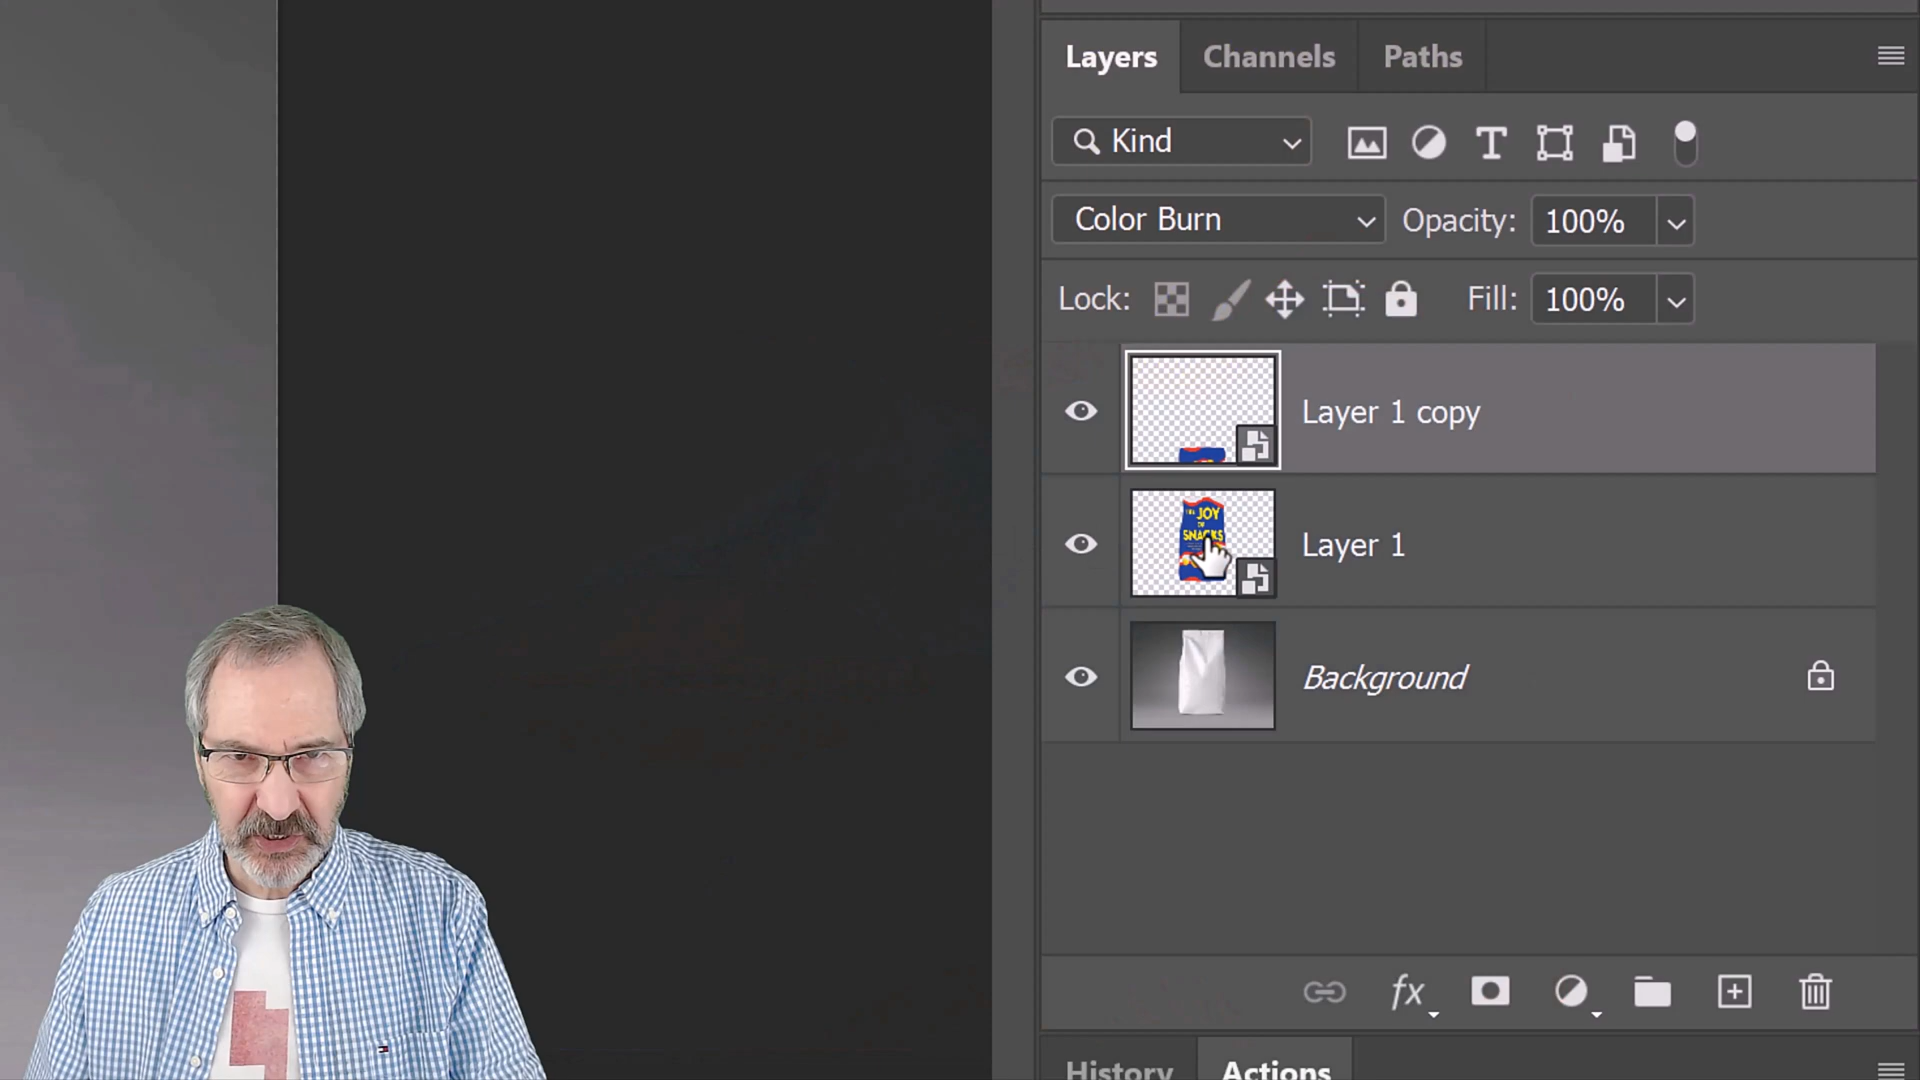 Layers Channels Paths
Kind
Color Burn Opacity: 100%
Lock: Fill: 100%
Layer 1 copy
JOY
SNACKS
Layer 1
Background
fx
History Actions